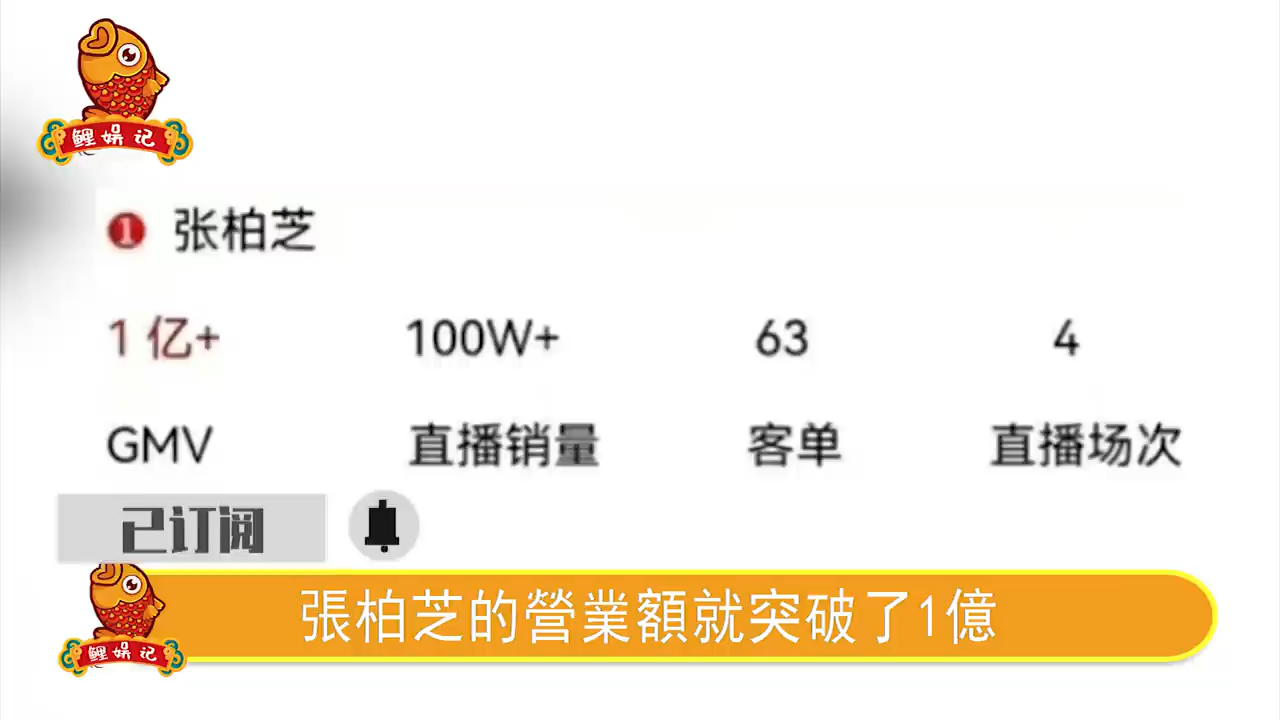 鲤娱记
❶ 张柏芝
1 亿+ 100W+ 63 4
GMV 直播销量 客单 直播场次
已订阅
張柏芝的營業額就突破了1億
鲤娱记